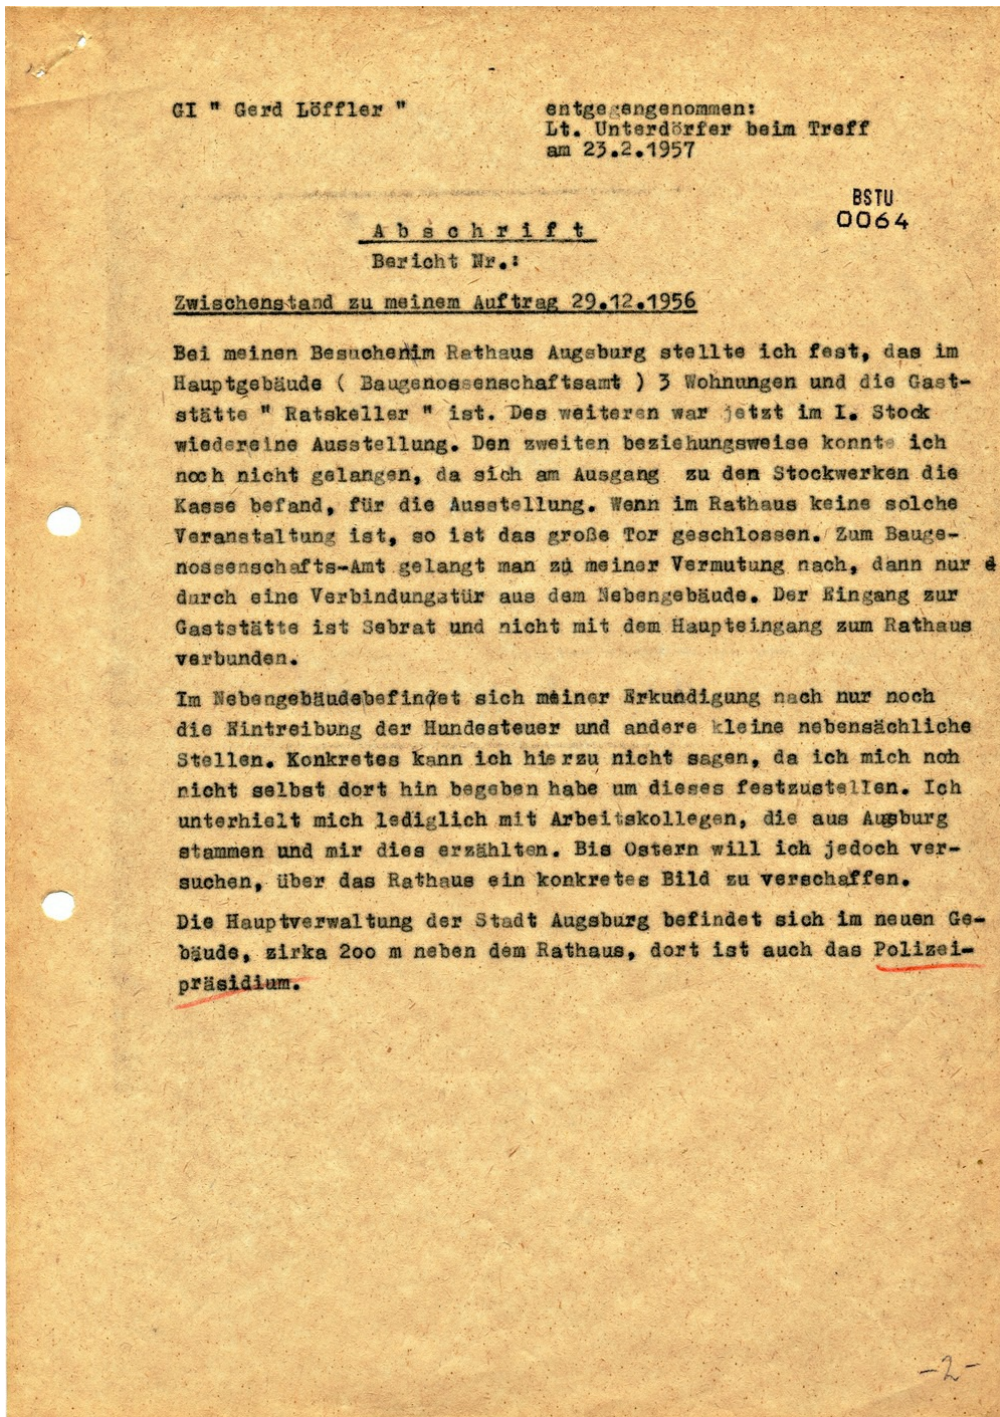 GI " Gerd Löffler "
entgegengenommen:
Lt. Unterdörfer beim Treff
am 23.2.1957
BSTU
0064
A b s c h r i f t
Bericht Nr.:
Zwischenstand zu meinem Auftrag 29.12.1956
Bei meinen Besuchen im Rathaus Augsburg stellte ich fest, das im
Hauptgebäude ( Baugenossenschaftsamt ) 3 Wohnungen und die Gast-
stätte " Ratskeller " ist. Des weiteren war jetzt im I. Stock
wiedereine Ausstellung. Den zweiten beziehungsweise konnte ich
noch nicht gelangen, da sich am Ausgang zu den Stockwerken die
Kasse befand, für die Ausstellung. Wenn im Rathaus keine solche
Veranstaltung ist, so ist das große Tor geschlossen. Zum Bauge-
nossenschafts-Amt gelangt man zu meiner Vermutung nach, dann nur
durch eine Verbindungstür aus dem Nebengebäude. Der Eingang zur
Gaststätte ist Sebrat und nicht mit dem Haupteingang zum Rathaus
verbunden.
Im Nebengebäudebefindet sich meiner Erkundigung nach nur noch
die Eintreibung der Hundesteuer und andere kleine nebensächliche
Stellen. Konkretes kann ich hierzu nicht sagen, da ich mich noh
nicht selbst dort hin begeben habe um dieses festzustellen. Ich
unterhielt mich lediglich mit Arbeitskollegen, die aus Augsburg
stammen und mir dies erzählten. Bis Ostern will ich jedoch ver-
suchen, über das Rathaus ein konkretes Bild zu verschaffen.
Die Hauptverwaltung der Stadt Augsburg befindet sich im neuen Ge-
bäude, zirka 2oo m neben dem Rathaus, dort ist auch das Polizei-
präsidium.
-2-